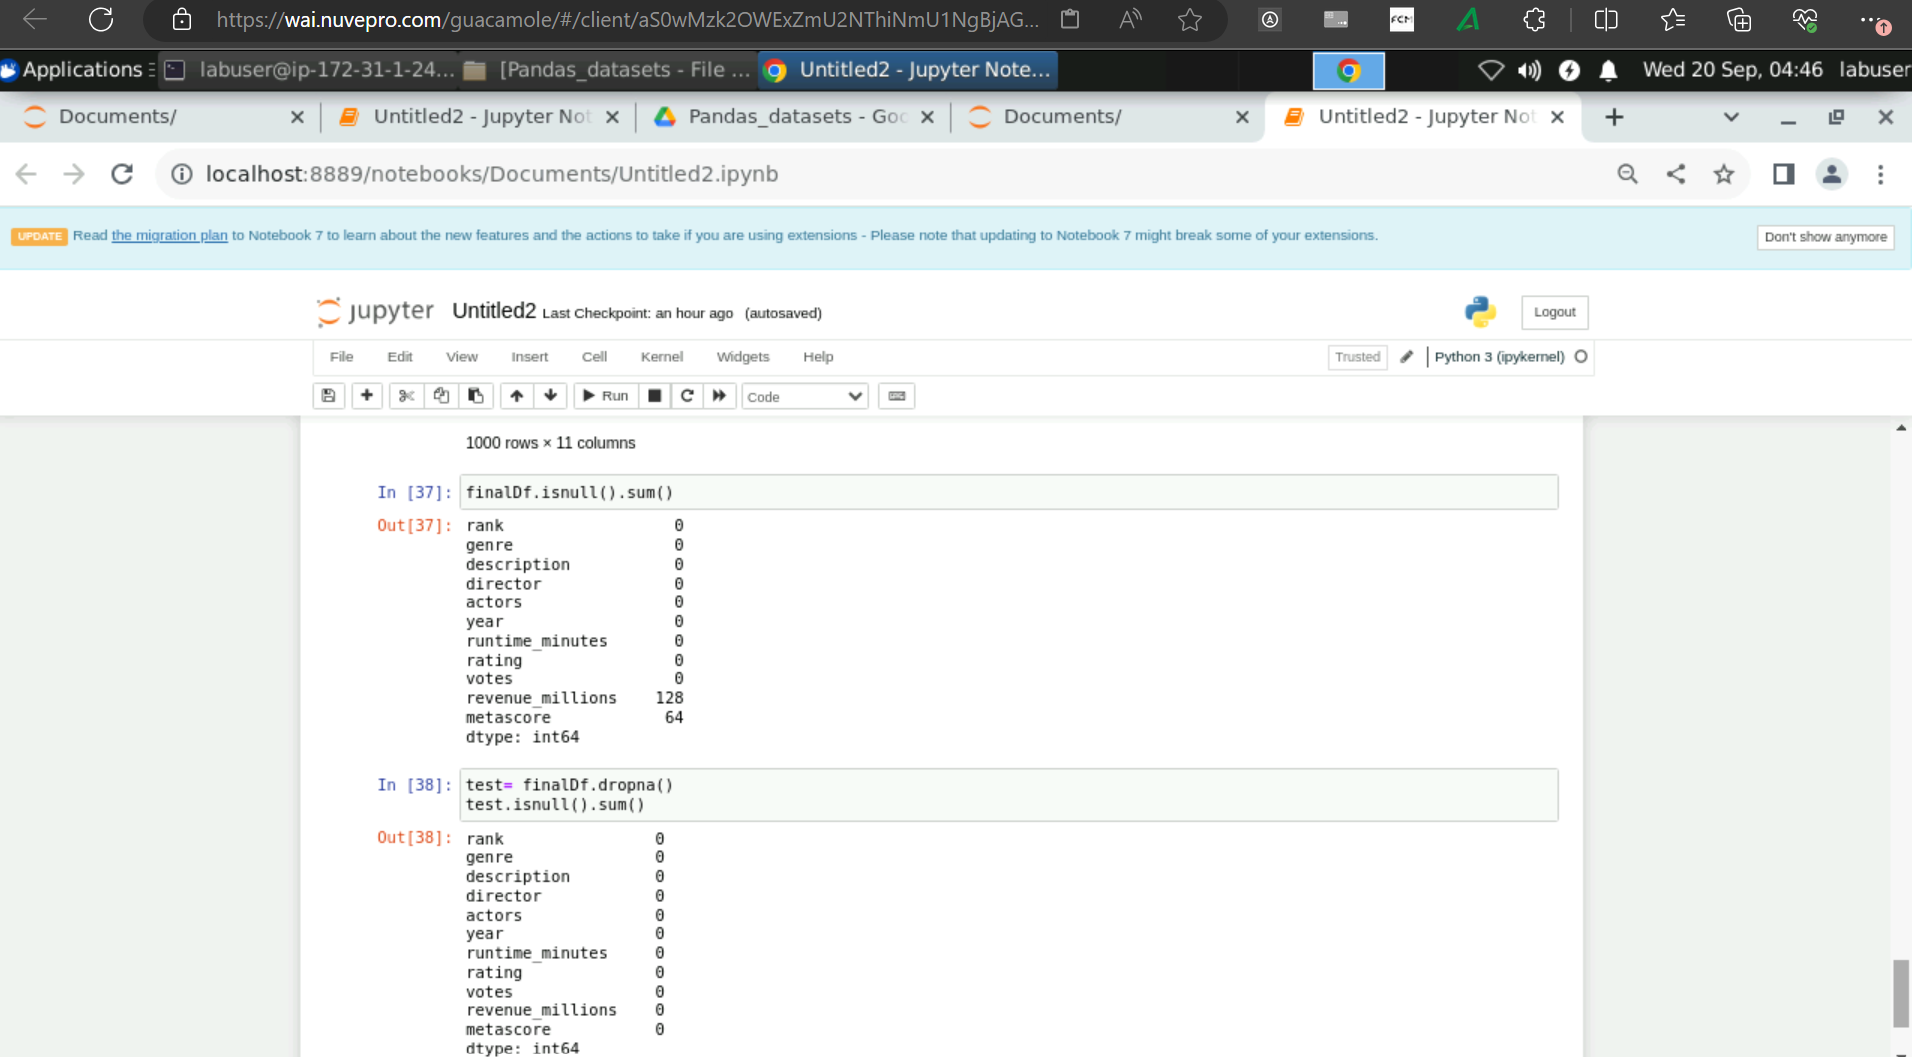 https://wai.nuvepro.com/guacamole/#/client/aS0wMzk2OWExZmU2NThiNmU1NgBjAG...
FCM
Applications
labuser@ip-172-31-1-24...
[Pandas_datasets - File ...
Untitled2 - Jupyter Note...
Wed 20 Sep, 04:46 labuser
Documents/
Untitled2 - Jupyter Not
Pandas_datasets - Goo
Documents/
Untitled2 - Jupyter Not
localhost:8889/notebooks/Documents/Untitled2.ipynb
UPDATE Read the migration plan to Notebook 7 to learn about the new features and the actions to take if you are using extensions - Please note that updating to Notebook 7 might break some of your extensions.
Don't show anymore
jupyter Untitled2 Last Checkpoint: an hour ago (autosaved)
Logout
File Edit View Insert Cell Kernel Widgets Help
Trusted
Python 3 (ipykernel)
Run
Code
1000 rows × 11 columns
In [37]: finalDf.isnull().sum()
Out[37]: rank 0
genre 0
description 0
director 0
actors 0
year 0
runtime_minutes 0
rating 0
votes 0
revenue_millions 128
metascore 64
dtype: int64
In [38]: test= finalDf.dropna()
test.isnull().sum()
Out[38]: rank 0
genre 0
description 0
director 0
actors 0
year 0
runtime_minutes 0
rating 0
votes 0
revenue_millions 0
metascore 0
dtype: int64